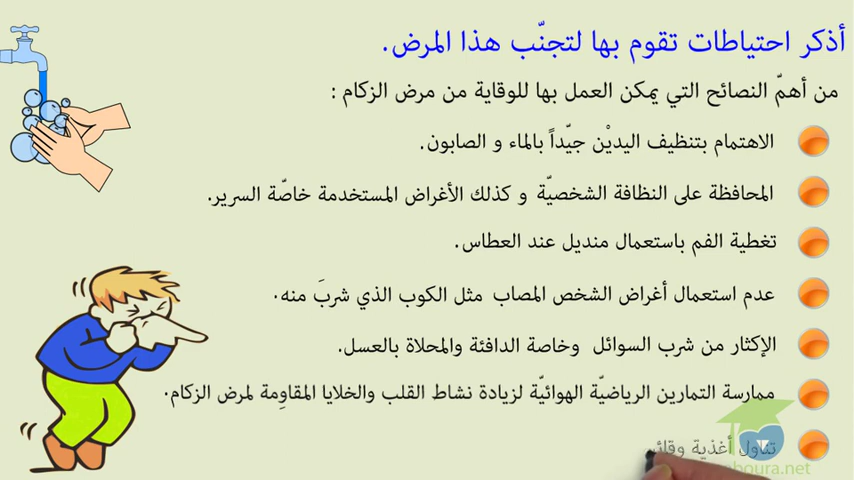 أذكر احتياطات تقوم بها لتجنّب هذا المرض.
من أهمّ النصائح التي يمكن العمل بها للوقاية من مرض الزكام :
الاهتمام بتنظيف اليديْن جيّداً بالماء و الصابون.
المحافظة على النظافة الشخصيّة و كذلك الأغراض المستخدمة خاصّة السرير.
تغطية الفم باستعمال منديل عند العطاس.
عدم استعمال أغراض الشخص المصاب مثل الكوب الذي شربَ منه.
الإكثار من شرب السوائل وخاصة الدافئة والمحلاة بالعسل.
ممارسة التمارين الرياضيّة الهوائيّة لزيادة نشاط القلب والخلايا المقاوِمة لمرض الزكام.
تناول أغذية